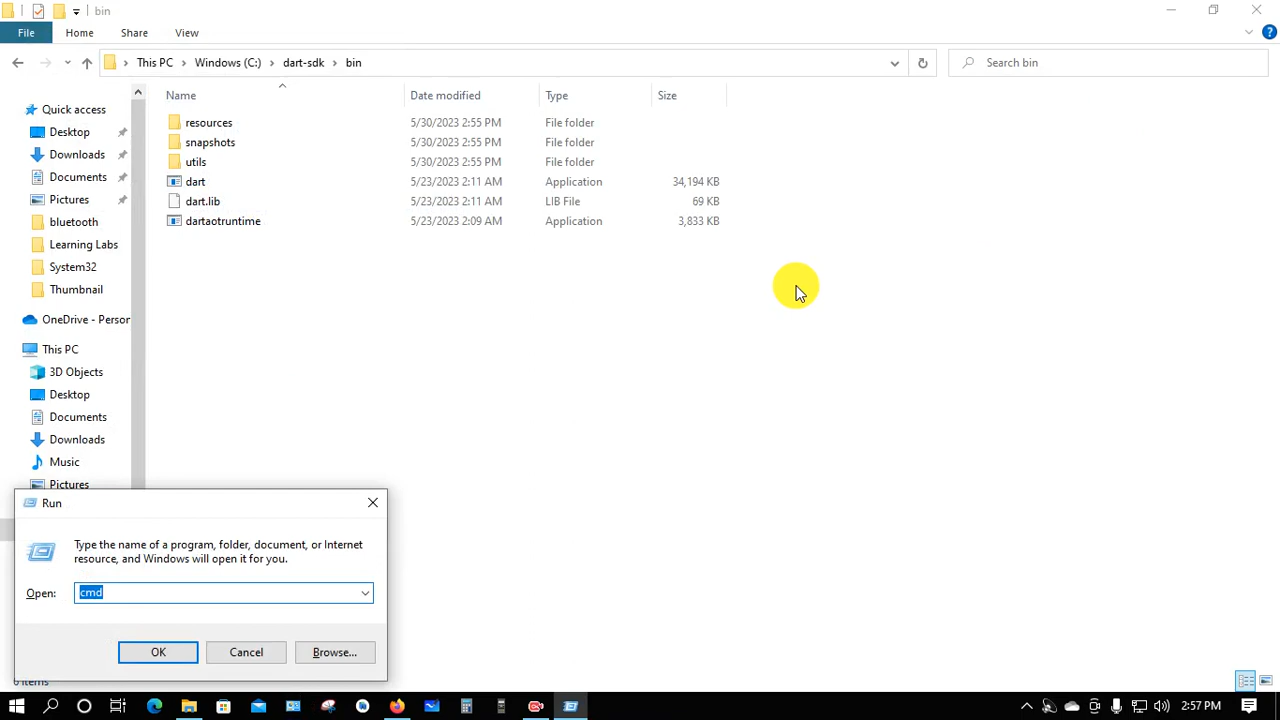 bin
File Home Share View
This PC Windows (C:) dart-sdk bin
Search bin
Name Date modified Type Size
Quick access
Desktop
Downloads
Documents
Pictures
bluetooth
Learning Labs
System32
Thumbnail
OneDrive - Person
This PC
3D Objects
Desktop
Documents
Downloads
Music
Pictures
resources 5/30/2023 2:55 PM File folder
snapshots 5/30/2023 2:55 PM File folder
utils 5/30/2023 2:55 PM File folder
dart 5/23/2023 2:11 AM Application 34,194 KB
dart.lib 5/23/2023 2:11 AM LIB File 69 KB
dartaotruntime 5/23/2023 2:09 AM Application 3,833 KB
Run
Type the name of a program, folder, document, or Internet
resource, and Windows will open it for you.
Open: cmd
OK Cancel Browse...
items
2:57 PM